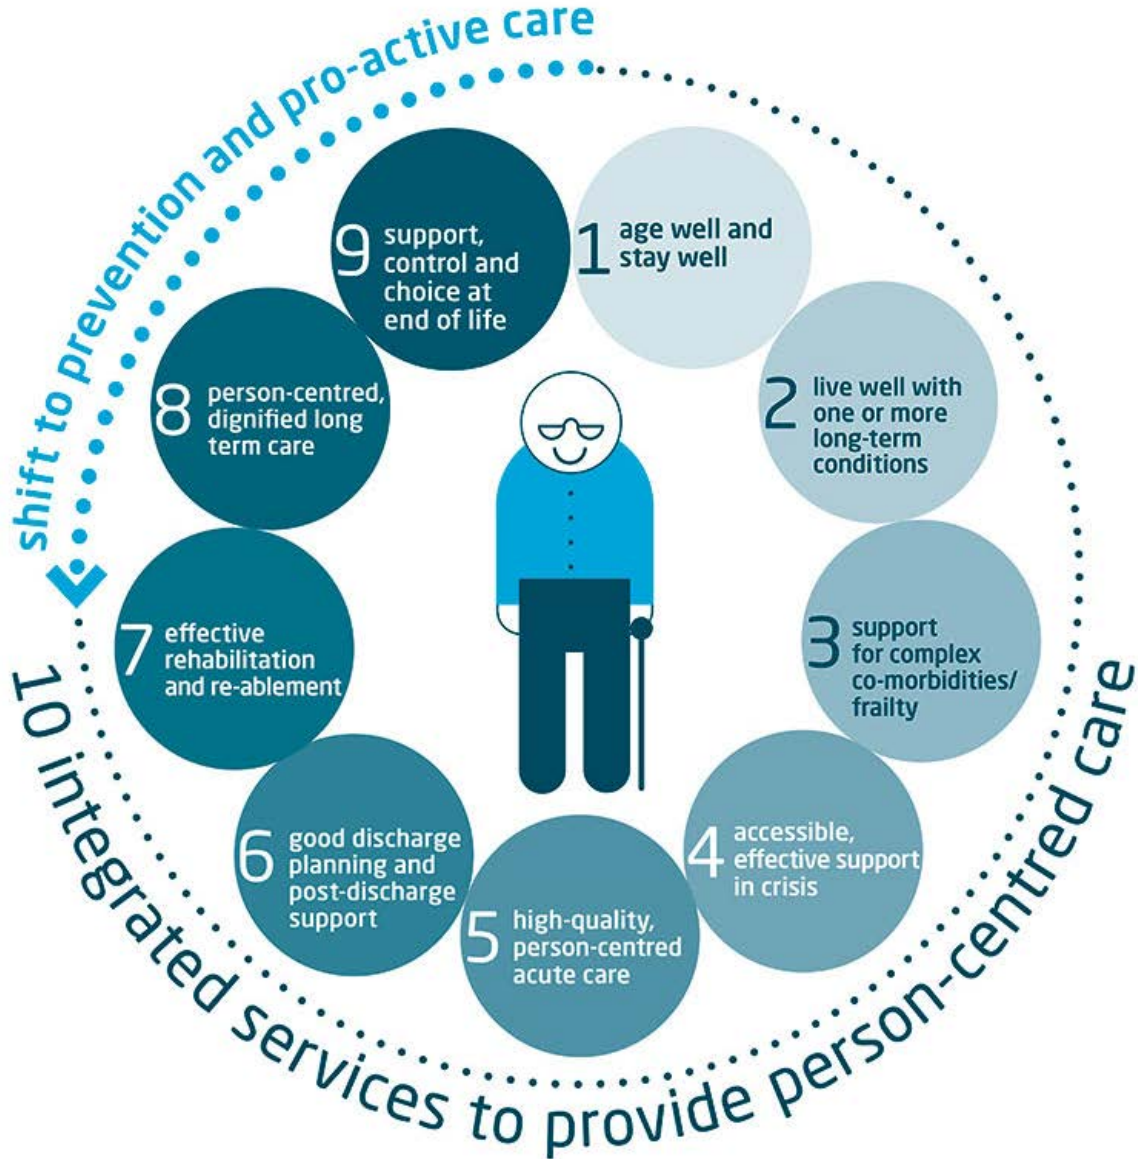 shift to prevention and pro-active care
1 age well and
stay well
2 live well with
one or more
long-term
conditions
3 support
for complex
co-morbidities/
frailty
4 accessible,
effective support
in crisis
5 high-quality,
person-centred
acute care
6 good discharge
planning and
post-discharge
support
7 effective
rehabilitation
and re-ablement
8 person-centred,
dignified long
term care
9 support,
control and
choice at
end of life
10 integrated services to provide person-centred care